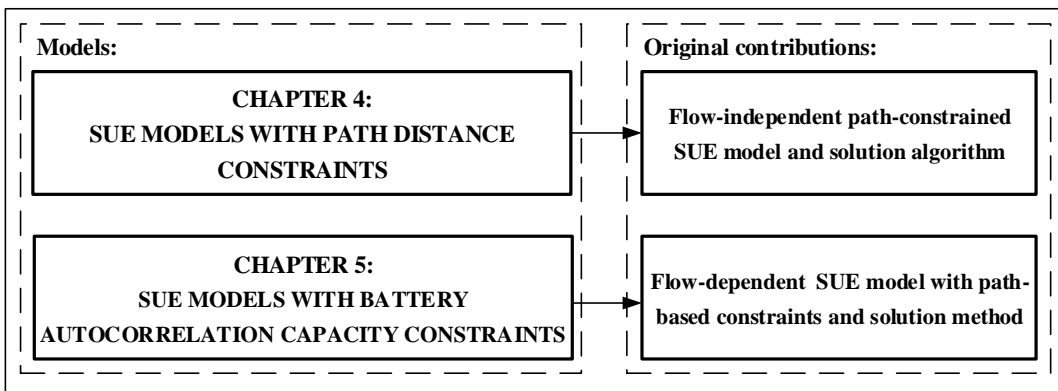 Models:
CHAPTER 4:
SUE MODELS WITH PATH DISTANCE
CONSTRAINTS
CHAPTER 5:
SUE MODELS WITH BATTERY
AUTOCORRELATION CAPACITY CONSTRAINTS
Original contributions:
Flow-independent path-constrained
SUE model and solution algorithm
Flow-dependent SUE model with path-
based constraints and solution method